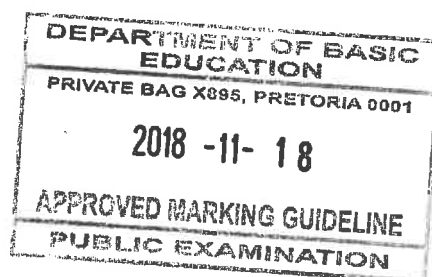 DEPARTMENT OF BASIC
EDUCATION
PRIVATE BAG X895, PRETORIA 0001
2018 -11- 18
APPROVED MARKING GUIDELINE
PUBLIC EXAMINATION